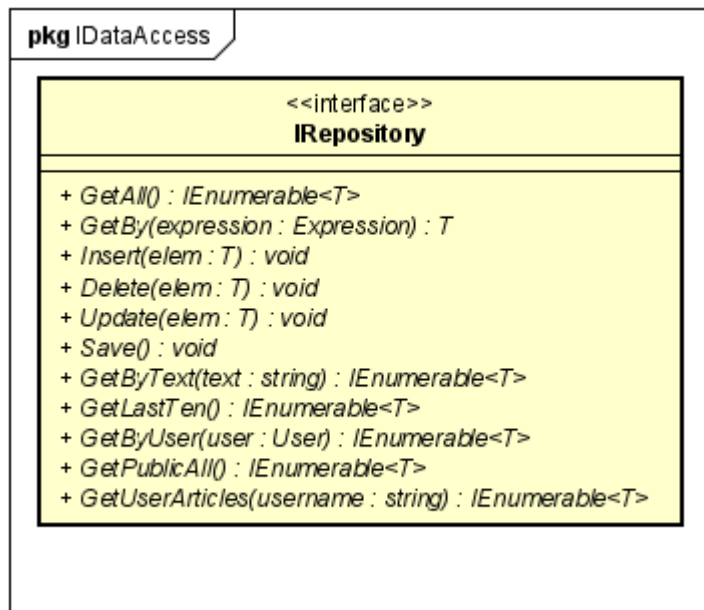 pkg IDataAccess
<<interface>>
IRepository
+ GetAll() : IEnumerable<T>
+ GetBy(expression : Expression) : T
+ Insert(elem : T) : void
+ Delete(elem : T) : void
+ Update(elem : T) : void
+ Save() : void
+ GetByText(text : string) : IEnumerable<T>
+ GetLastTen() : IEnumerable<T>
+ GetByUser(user : User) : IEnumerable<T>
+ GetPublicAll() : IEnumerable<T>
+ GetUserArticles(username : string) : IEnumerable<T>